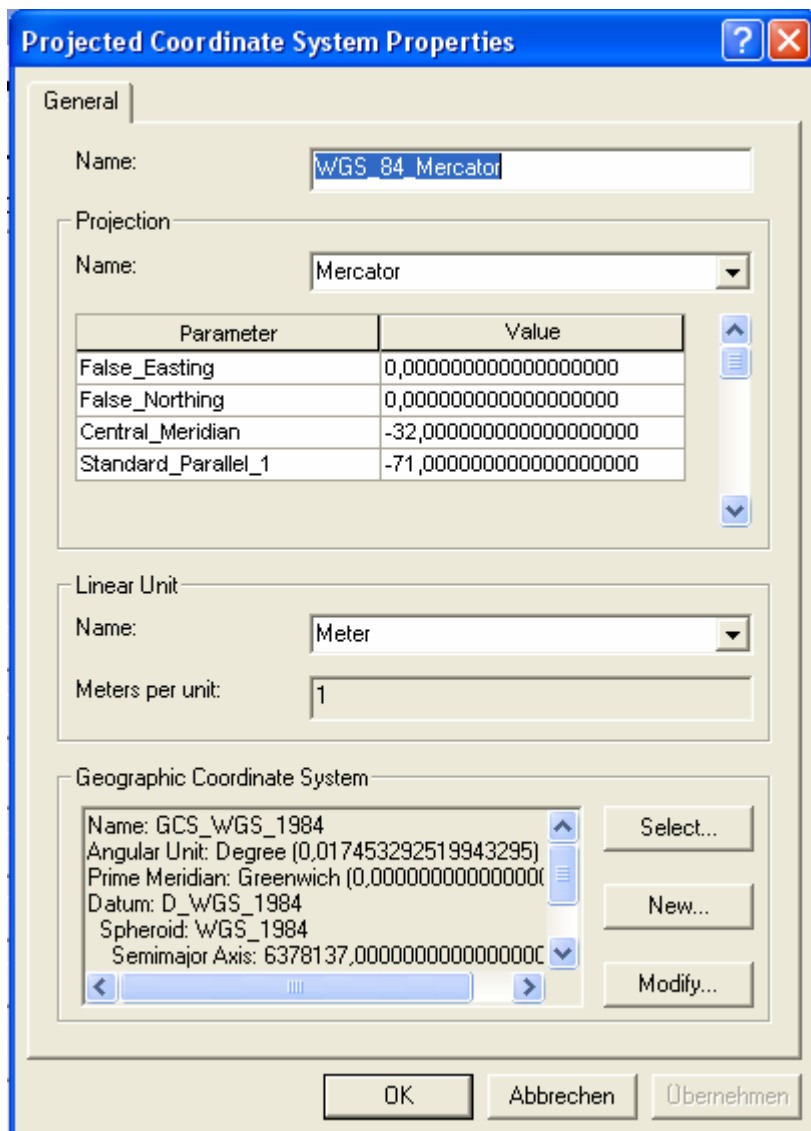 Projected Coordinate System Properties
General
Name: WGS_84_Mercator
Projection
Name: Mercator
Parameter Value
False_Easting 0,000000000000000000
False_Northing 0,000000000000000000
Central_Meridian -32,000000000000000000
Standard_Parallel_1 -71,000000000000000000
Linear Unit
Name: Meter
Meters per unit: 1
Geographic Coordinate System
Name: GCS_WGS_1984
Angular Unit: Degree (0,017453292519943295)
Prime Meridian: Greenwich (0,00000000000000(
Datum: D_WGS_1984
Spheroid: WGS_1984
Semimajor Axis: 6378137,000000000000000
Select...
New...
Modify...
OK Abbrechen Übernehmen